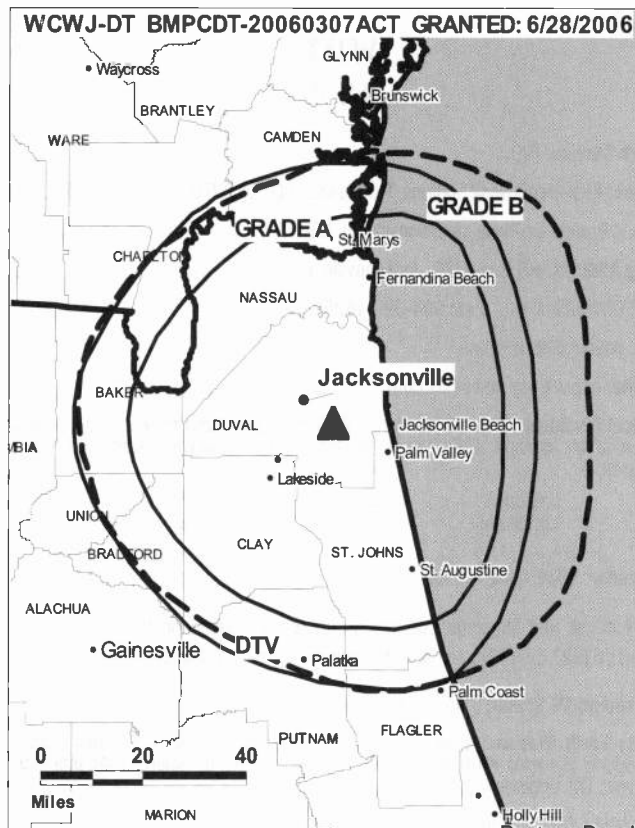 WCWJ-DT BMPCDT-20060307ACT GRANTED: 6/28/2006
GLYNN
Waycross
Brunswick
BRANTLEY
WARE
CAMDEN
GRADE B
GRADE A
St. Marys
CHARLTON
Fernandina Beach
NASSAU
Jacksonville
BAKER
DUVAL
Jacksonville Beach
MBIA
Palm Valley
Lakeside
UNION
CLAY
BRADFORD
ST. JOHNS
St. Augustine
ALACHUA
DTV
Gainesville
Palatka
Palm Coast
FLAGLER
PUTNAM
0 20 40
Miles
MARION
Holly Hill